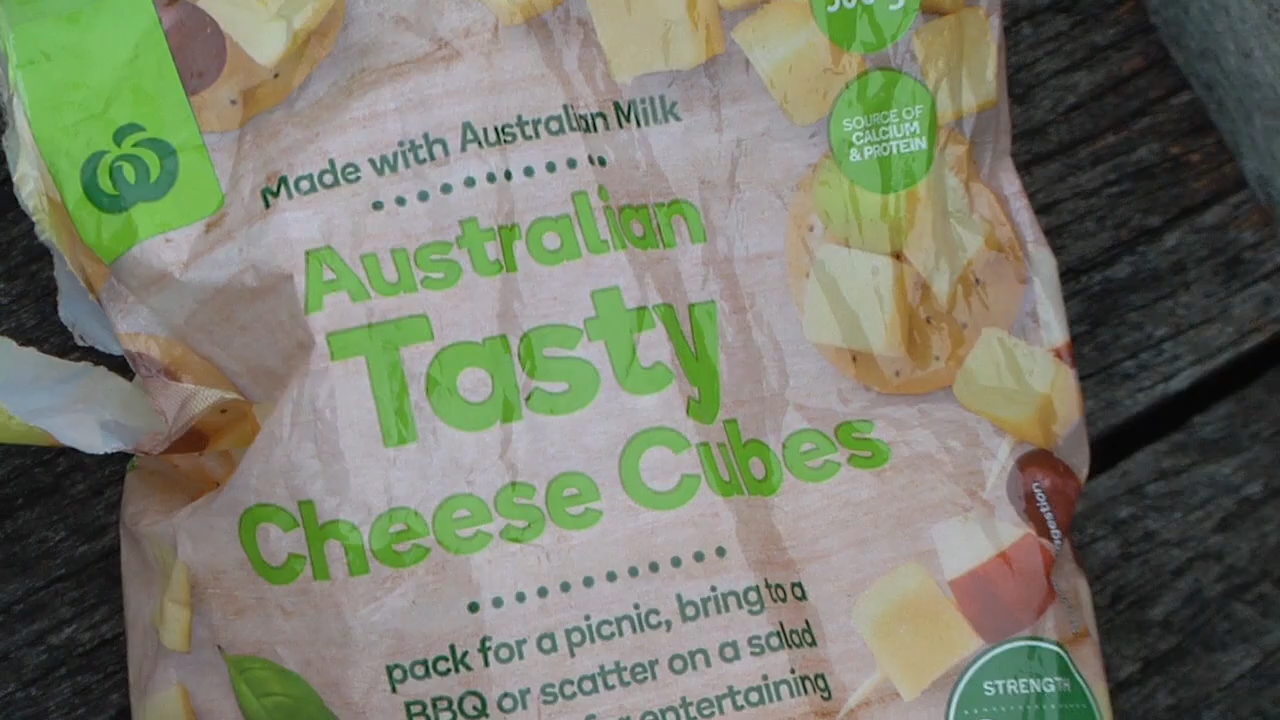 SOURCE OF
CALCIUM
& PROTEIN
Made with Australian Milk
Australian
Tasty
Cheese Cubes
pack for a picnic, bring to a
BBQ or scatter on a salad
entertaining
STRENGTH